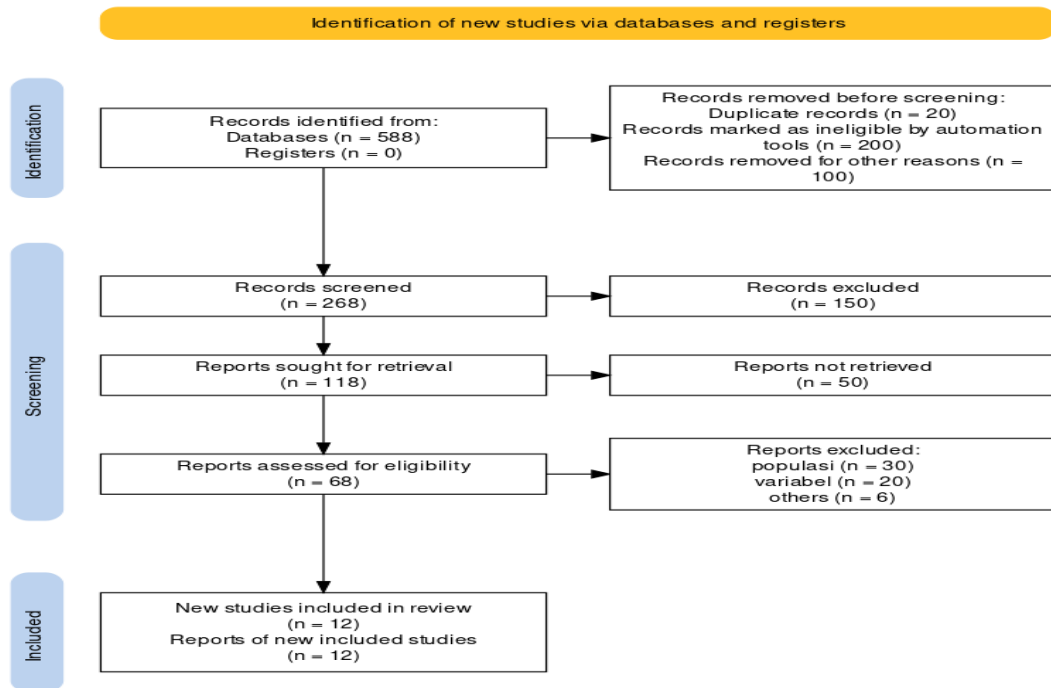 Identification of new studies via databases and registers
Identification
Records identified from:
Databases (n = 588)
Registers (n = 0)
Records removed before screening:
Duplicate records (n = 20)
Records marked as ineligible by automation
tools (n = 200)
Records removed for other reasons (n =
100)
Screening
Records screened
(n = 268)
Records excluded
(n = 150)
Reports sought for retrieval
(n = 118)
Reports not retrieved
(n = 50)
Reports assessed for eligibility
(n = 68)
Reports excluded:
populasi (n = 30)
variabel (n = 20)
others (n = 6)
Included
New studies included in review
(n = 12)
Reports of new included studies
(n = 12)